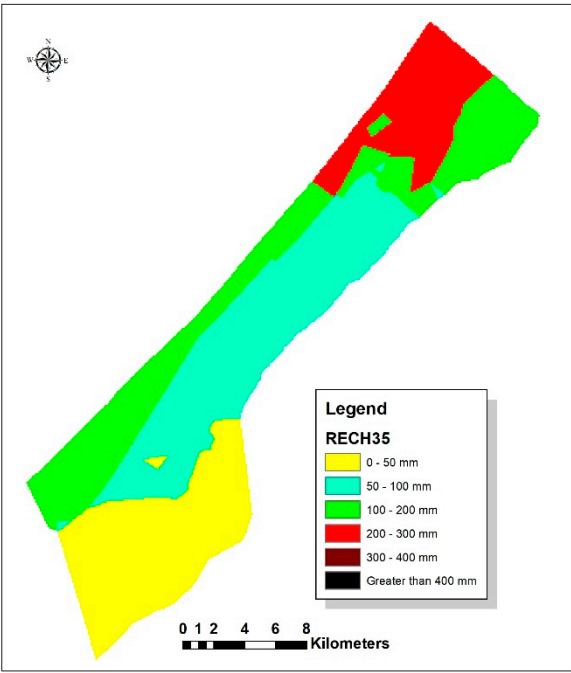 N
W E
S
Legend
RECH35
0 - 50 mm
50 - 100 mm
100 - 200 mm
200 - 300 mm
300 - 400 mm
Greater than 400 mm
0 1 2 4 6 8
Kilometers